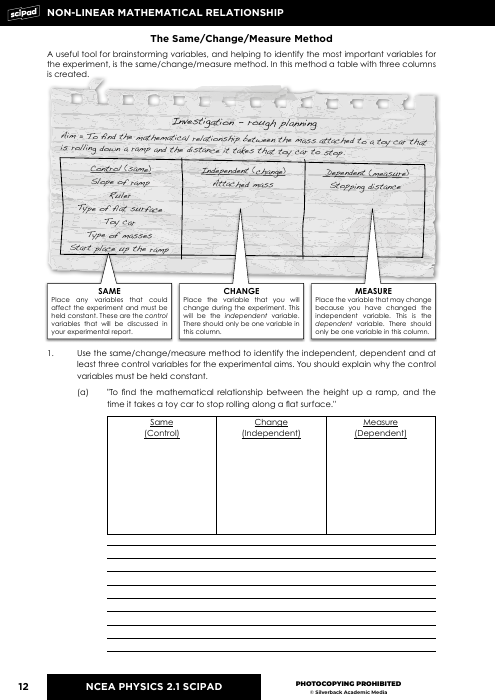 scipad NON-LINEAR MATHEMATICAL RELATIONSHIP
The Same/Change/Measure Method
A useful tool for brainstorming variables, and helping to identify the most important variables for
the experiment, is the same/change/measure method. In this method a table with three columns
is created.
Investigation - rough planning
Aim = To find the mathematical relationship between the mass attached to a toy car that
is rolling down a ramp and the distance it takes that toy car to stop.
Control (same)
Slope of ramp
Ruler
Type of flat surface
Toy car
Type of masses
Start place up the ramp
Independent (change)
Attached mass
Dependent (measure)
Stopping distance
SAME
Place any variables that could
affect the experiment and must be
held constant. These are the control
variables that will be discussed in
your experimental report.
CHANGE
Place the variable that you will
change during the experiment. This
will be the independent variable.
There should only be one variable in
this column.
MEASURE
Place the variable that may change
because you have changed the
independent variable. This is the
dependent variable. There should
only be one variable in this column.
1. Use the same/change/measure method to identify the independent, dependent and at
least three control variables for the experimental aims. You should explain why the control
variables must be held constant.
(a) "To find the mathematical relationship between the height up a ramp, and the
time it takes a toy car to stop rolling along a flat surface."
Same
(Control)
Change
(Independent)
Measure
(Dependent)
12 NCEA PHYSICS 2.1 SCIPAD
PHOTOCOPYING PROHIBITED
© Silverback Academic Media